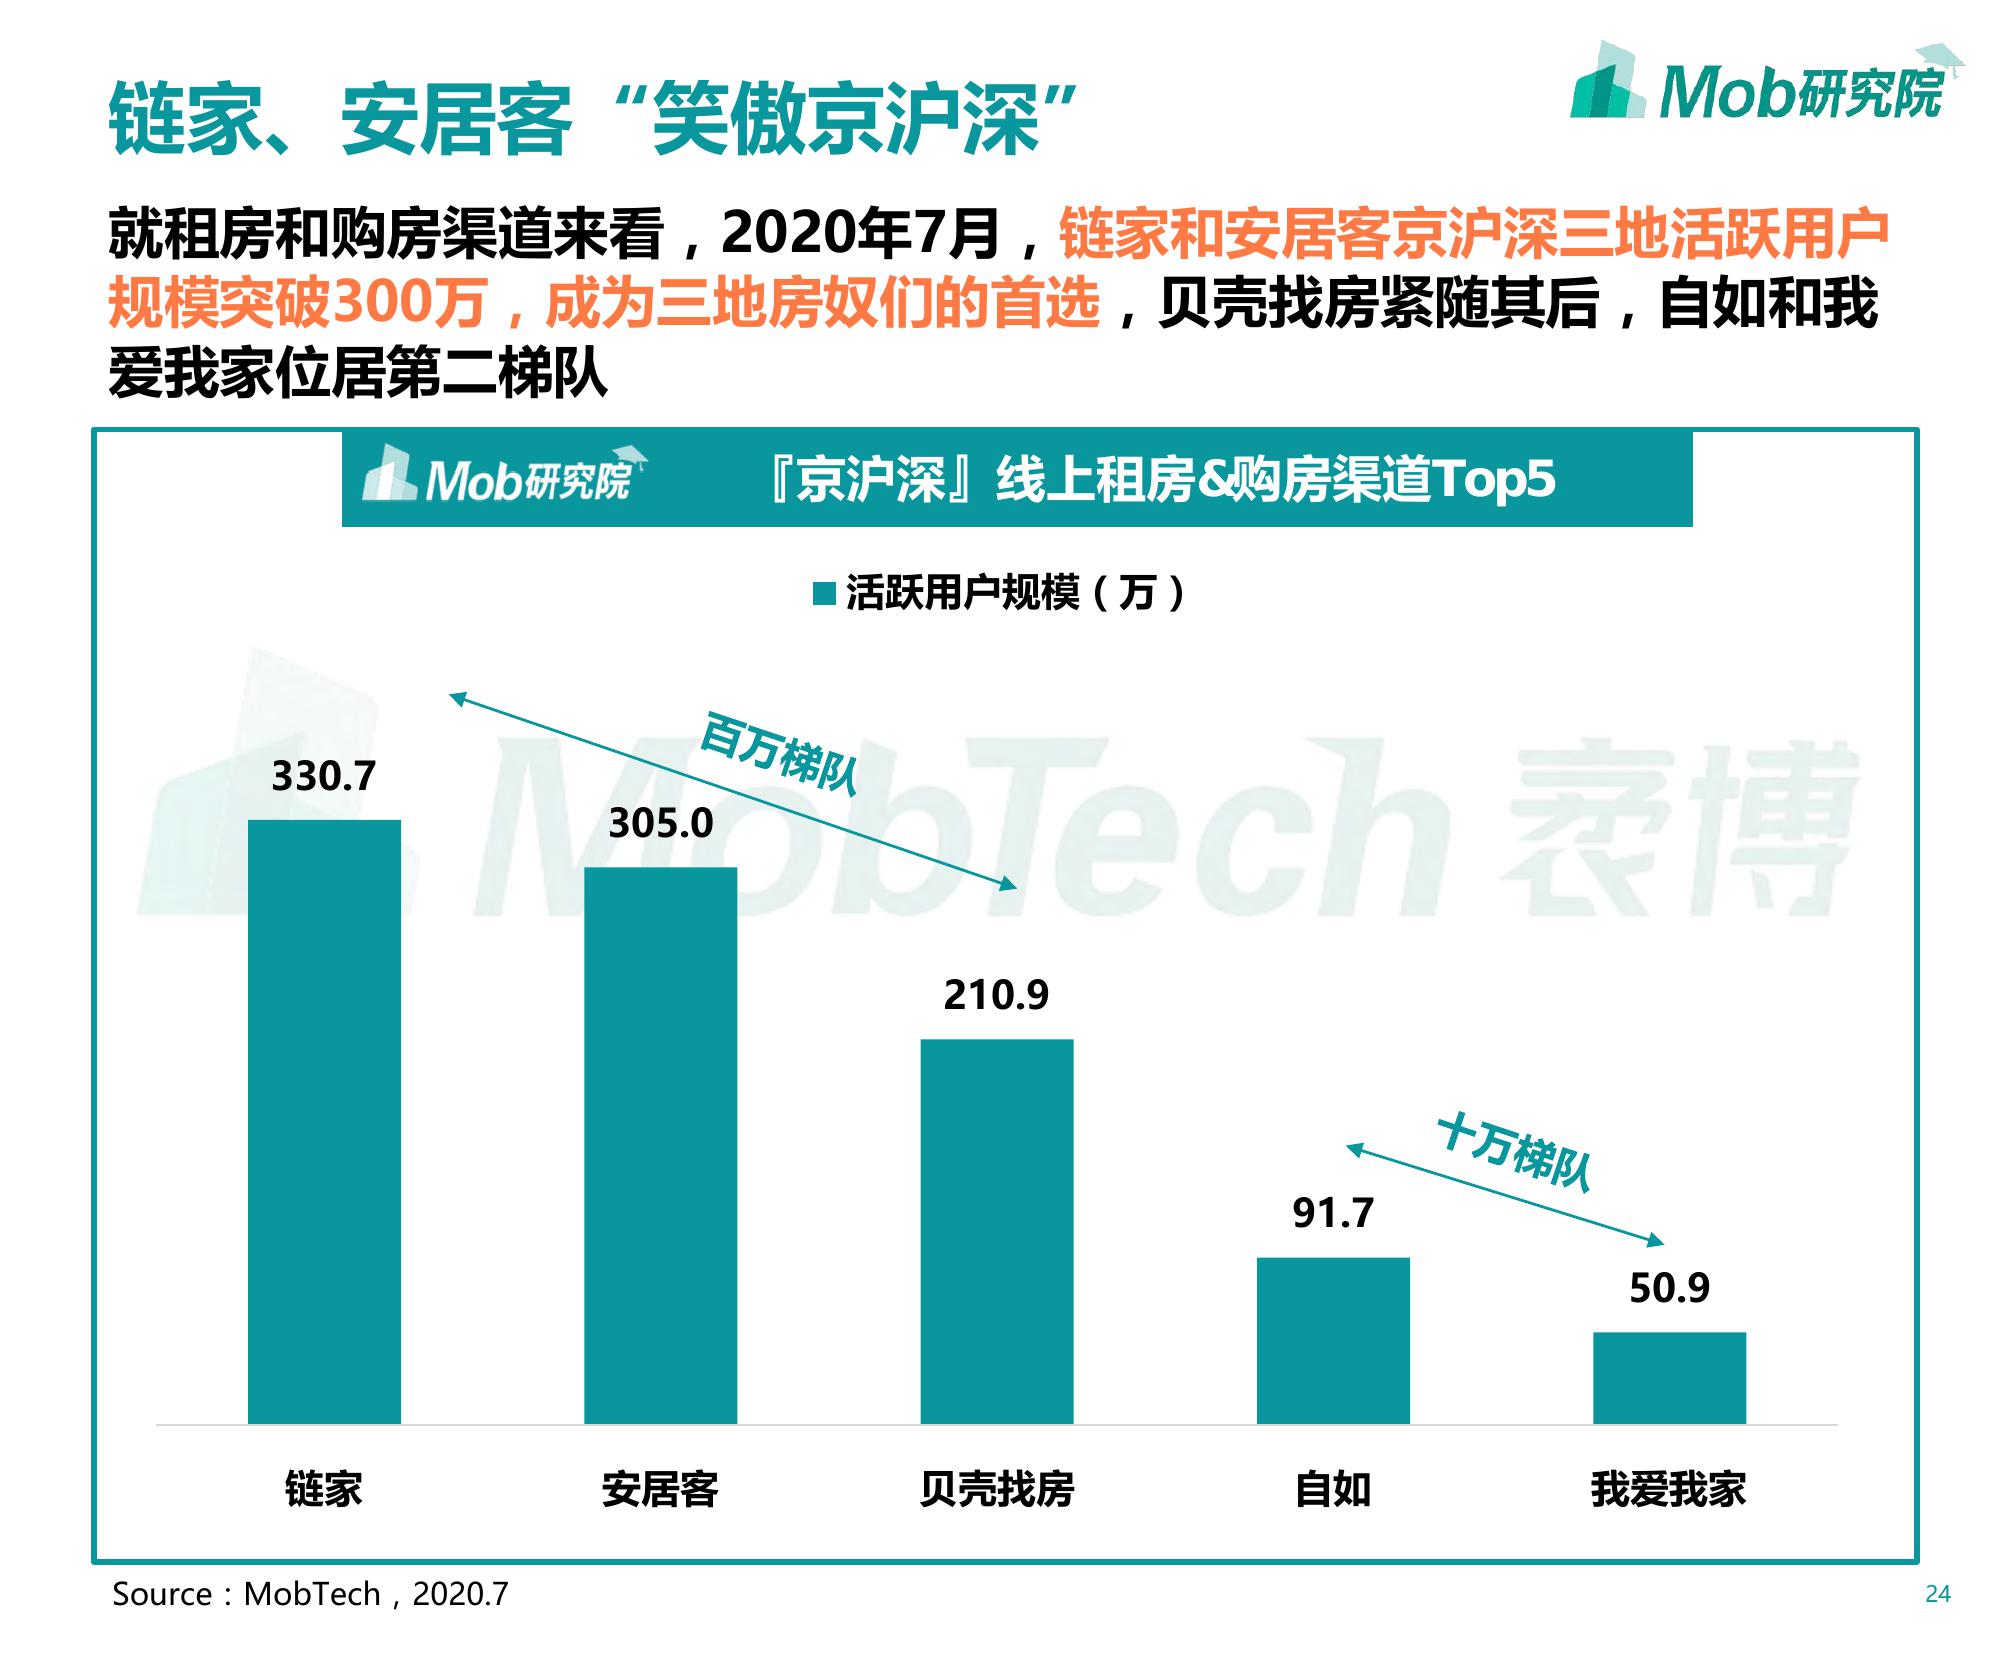 链家、安居客“笑傲京沪深”
Mob研究院
就租房和购房渠道来看，2020年7月，链家和安居客京沪深三地活跃用户
规模突破300万，成为三地房奴们的首选，贝壳找房紧随其后，自如和我
爱我家位居第二梯队
Mob研究院
『京沪深』线上租房&购房渠道Top5
活跃用户规模（万）
MobTech 袤博
百万梯队
330.7
305.0
210.9
十万梯队
91.7
50.9
链家
安居客
贝壳找房
自如
我爱我家
Source：MobTech，2020.7
24